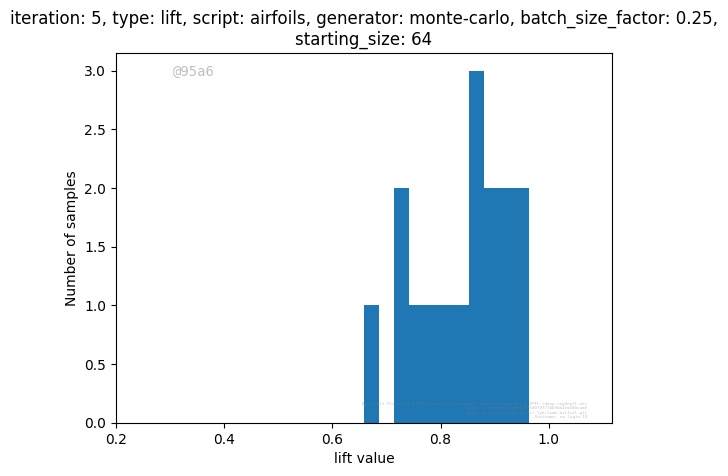 iteration: 5, type: lift, script: airfoils, generator: monte-carlo, batch_size_factor: 0.25,
starting_size: 64
@95a6
3.0
2.5
2.0
1.5
1.0
0.5
0.0
Number of samples
0.2 0.4 0.6 0.8 1.0
lift value